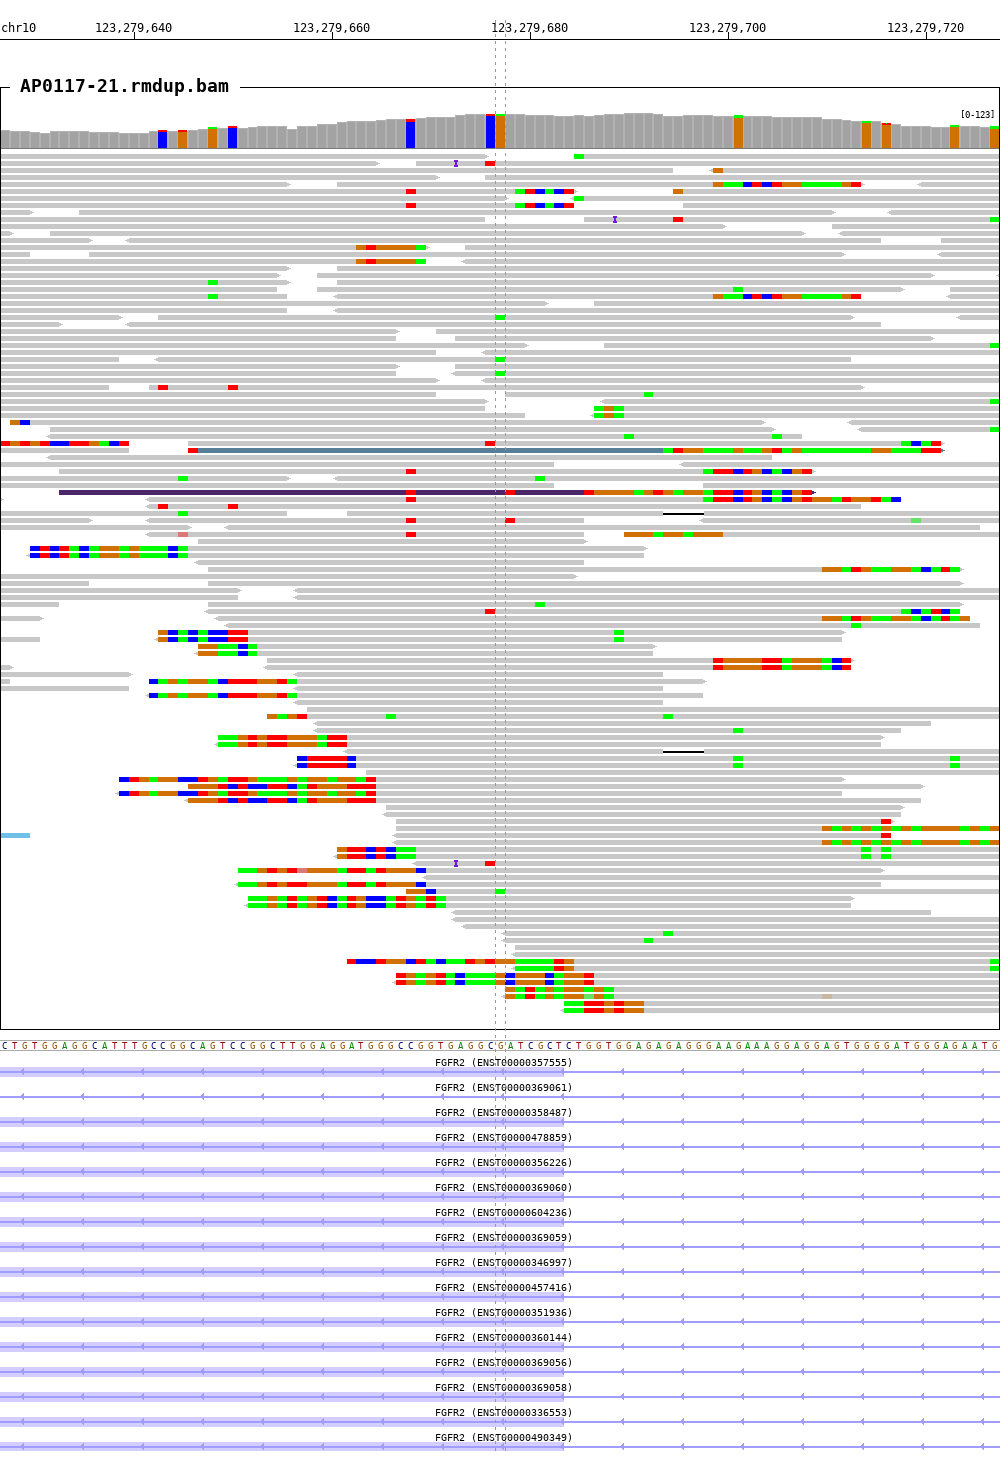 chr10 123,279,640 123,279,660 123,279,680 123,279,700 123,279,720
AP0117-21.rmdup.bam
[0-123]
C T G T G G A G G C A T T T G C C G G C A G T C C G G C T T G G A G G A T G G G C C G G T G A G G C G A T C G C T C T G G T G G A G A G A G G G A A G A A A G G A G G A G T G G G G A T G G G A G A A T G
FGFR2 (ENST00000357555)
FGFR2 (ENST00000369061)
FGFR2 (ENST00000358487)
FGFR2 (ENST00000478859)
FGFR2 (ENST00000356226)
FGFR2 (ENST00000369060)
FGFR2 (ENST00000604236)
FGFR2 (ENST00000369059)
FGFR2 (ENST00000346997)
FGFR2 (ENST00000457416)
FGFR2 (ENST00000351936)
FGFR2 (ENST00000360144)
FGFR2 (ENST00000369056)
FGFR2 (ENST00000369058)
FGFR2 (ENST00000336553)
FGFR2 (ENST00000490349)